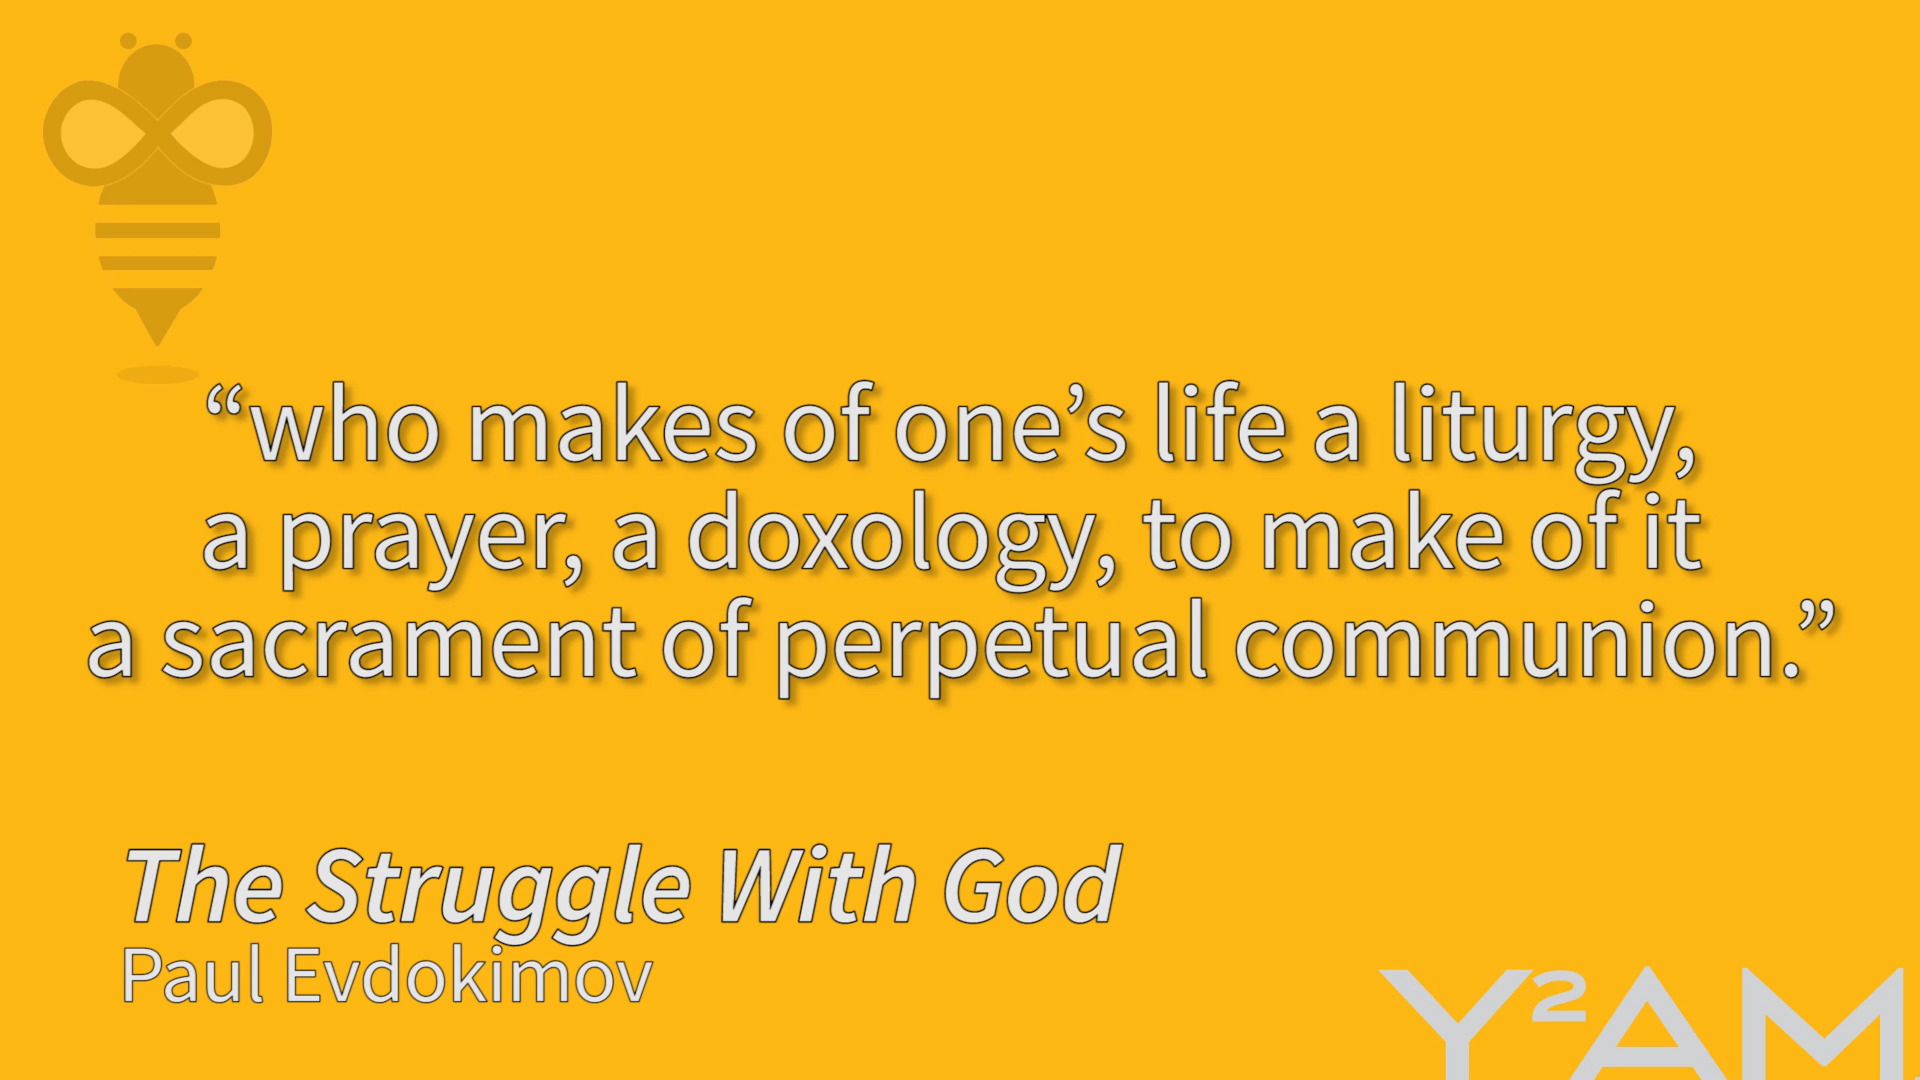 “who makes of one’s life a liturgy,
a prayer, a doxology, to make of it
a sacrament of perpetual communion.”
The Struggle With God
Paul Evdokimov
Y2AM